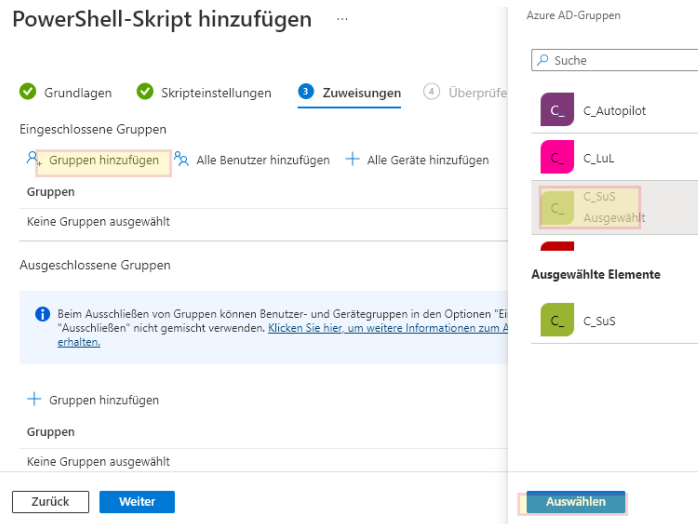 PowerShell-Skript hinzufügen ...
Grundlagen
Skripteinstellungen
3 Zuweisungen
4 Überprüfe
Eingeschlossene Gruppen
Gruppen hinzufügen
Alle Benutzer hinzufügen
Alle Geräte hinzufügen
Gruppen
Keine Gruppen ausgewählt
Ausgeschlossene Gruppen
Beim Ausschließen von Gruppen können Benutzer- und Gerätegruppen in den Optionen "Ei
"Ausschließen" nicht gemischt verwenden. Klicken Sie hier, um weitere Informationen zum A
erhalten.
Gruppen hinzufügen
Gruppen
Keine Gruppen ausgewählt
Zurück
Weiter
Azure AD-Gruppen
Suche
C_ C_Autopilot
C_ C_LuL
C_ C_SuS
Ausgewählt
Ausgewählte Elemente
C_ C_SuS
Auswählen